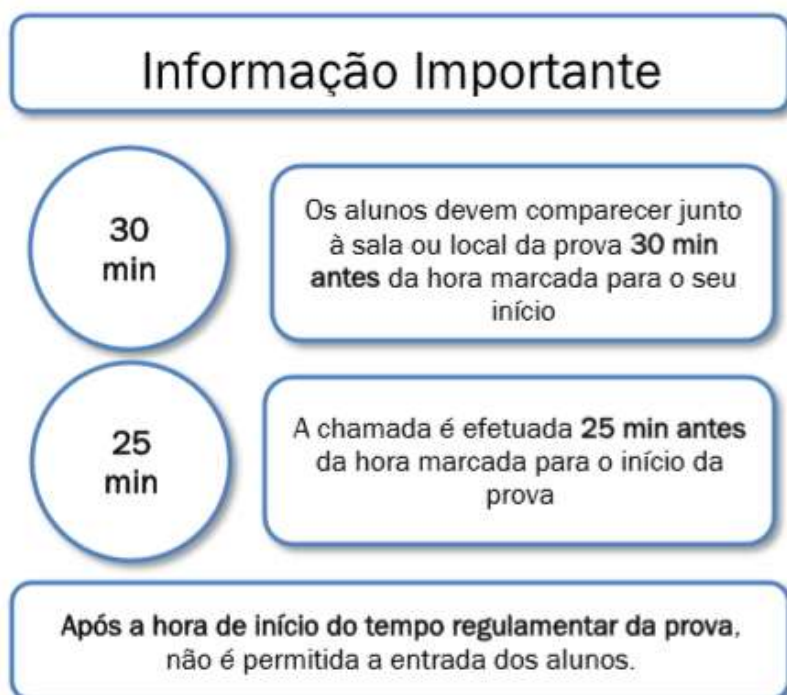 Informação Importante
30
min
Os alunos devem comparecer junto
à sala ou local da prova 30 min
antes da hora marcada para o seu
início
25
min
A chamada é efetuada 25 min antes
da hora marcada para o início da
prova
Após a hora de início do tempo regulamentar da prova,
não é permitida a entrada dos alunos.